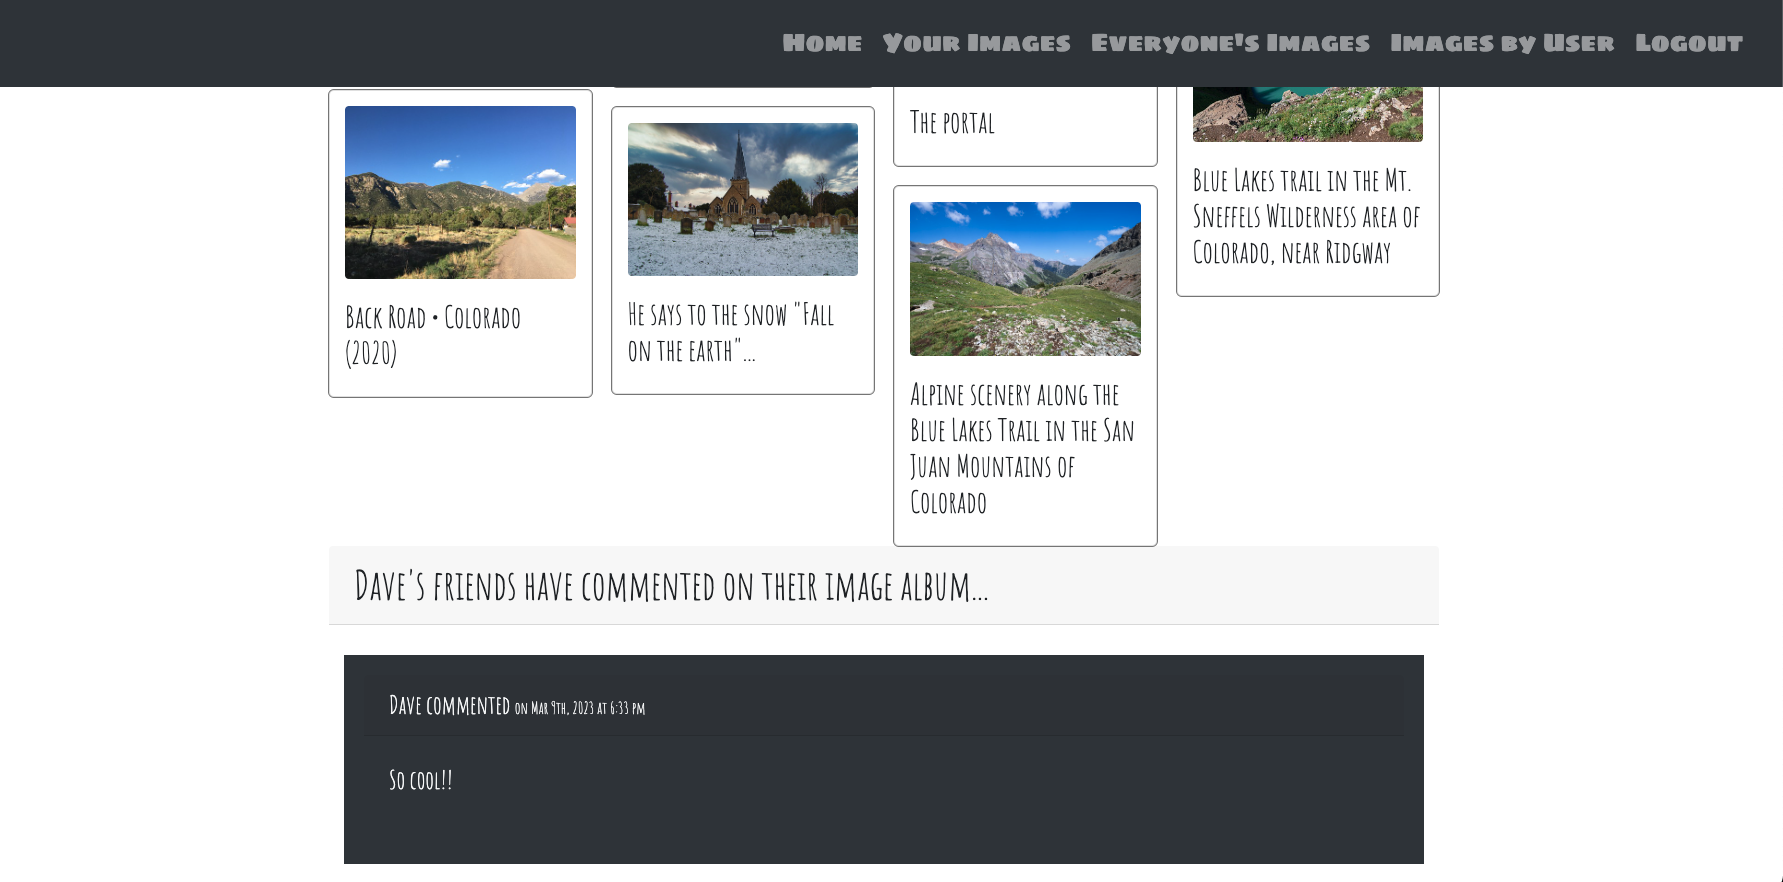 Home Your Images Everyone's Images Images by User Logout
Back Road • Colorado
(2020)
He says to the snow "Fall
on the earth"...
The portal
Alpine scenery along the
Blue Lakes Trail in the San
Juan Mountains of
Colorado
Blue Lakes trail in the Mt.
Sneffels Wilderness area of
Colorado, near Ridgway
Dave's friends have commented on their image album...
Dave commented on Mar 9th, 2023 at 6:33 pm
So cool!!